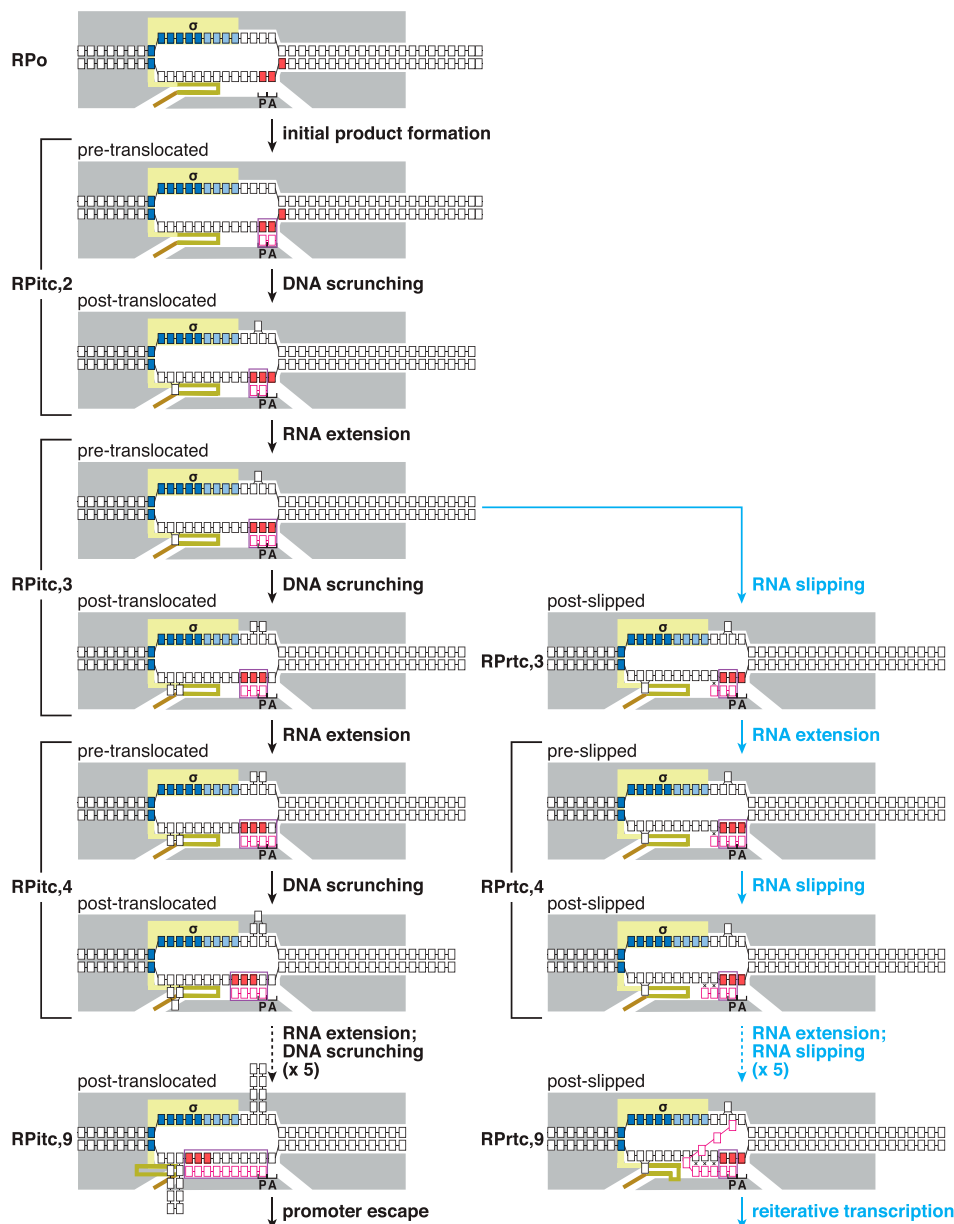 σ
RPo
P A
initial product formation
pre-translocated
σ
P A
RPitc,2
DNA scrunching
post-translocated
σ
P A
RNA extension
pre-translocated
σ
P A
RPitc,3
DNA scrunching
RNA slipping
post-translocated
post-slipped
σ
σ
RPrtc,3
P A
P A
RNA extension
RNA extension
pre-translocated
pre-slipped
σ
σ
P A
P A
RPitc,4
RPrtc,4
DNA scrunching
RNA slipping
post-translocated
post-slipped
σ
σ
P A
P A
RNA extension;
DNA scrunching
(x 5)
RNA extension;
RNA slipping
(x 5)
post-translocated
post-slipped
σ
σ
RPitc,9
RPrtc,9
P A
P A
promoter escape
reiterative transcription